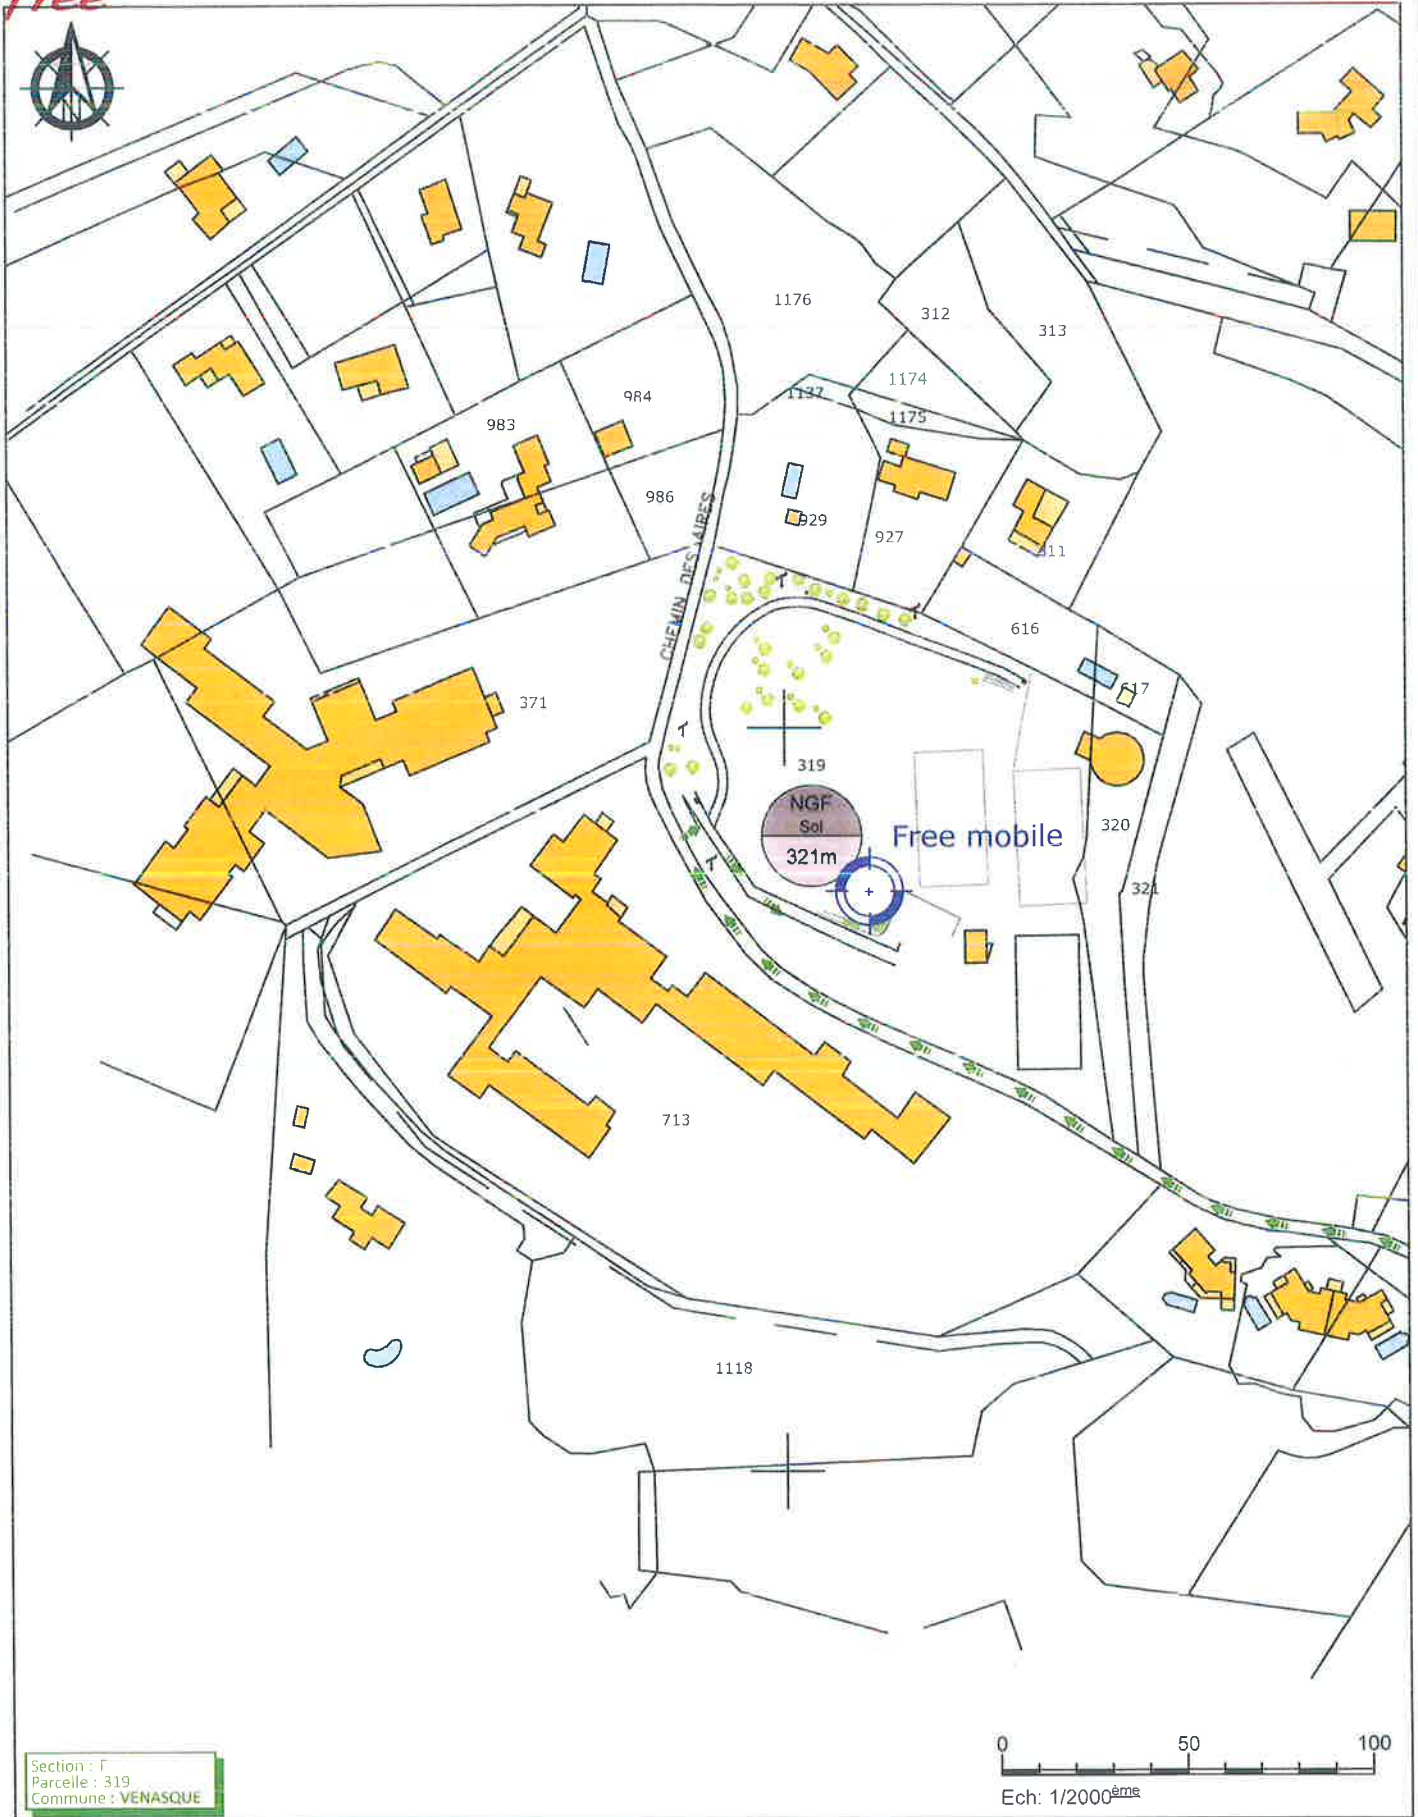 free
N
1176
312
313
1174
1137
1175
984
983
986
929
927
311
CHEMIN DES AIRES
616
617
371
319
NGF
Sol
321m
Free mobile
320
321
713
1118
Section : F
Parcelle : 319
Commune : VENASQUE
0 50 100
Ech: 1/2000ème